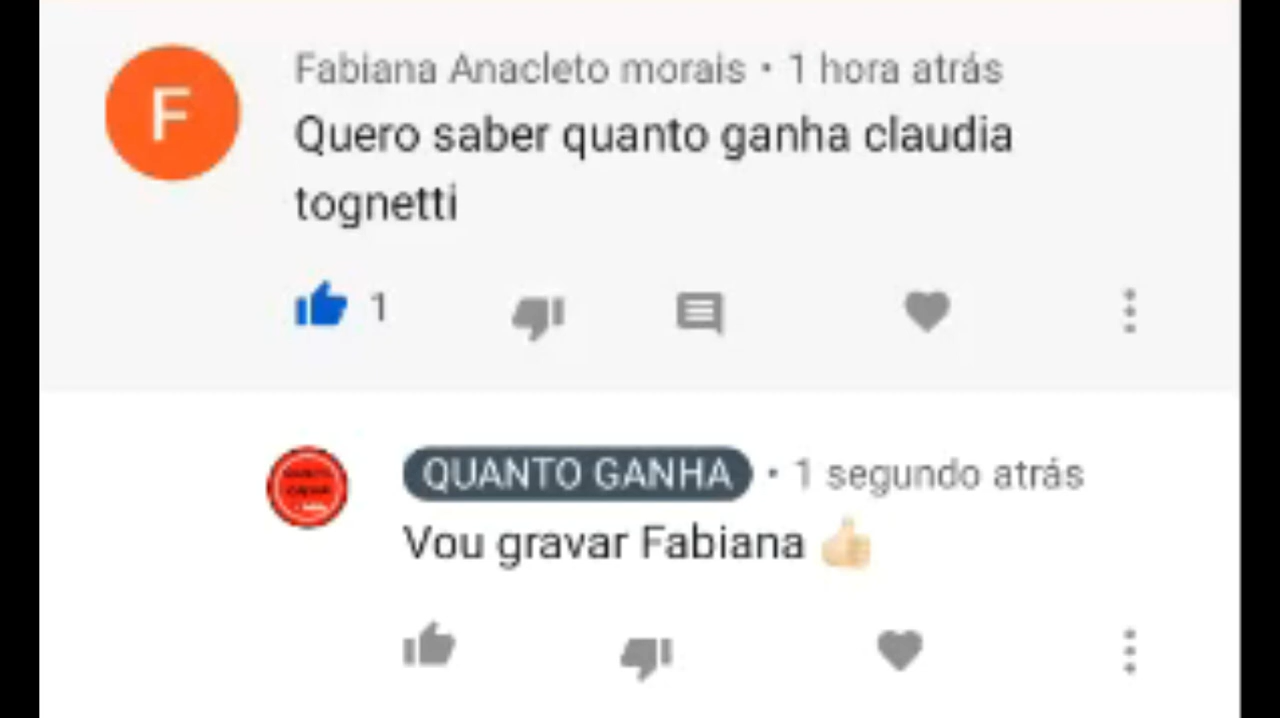 F
Fabiana Anacleto morais • 1 hora atrás
Quero saber quanto ganha claudia
tognetti
1
QUANTO GANHA • 1 segundo atrás
Vou gravar Fabiana 👍🏻